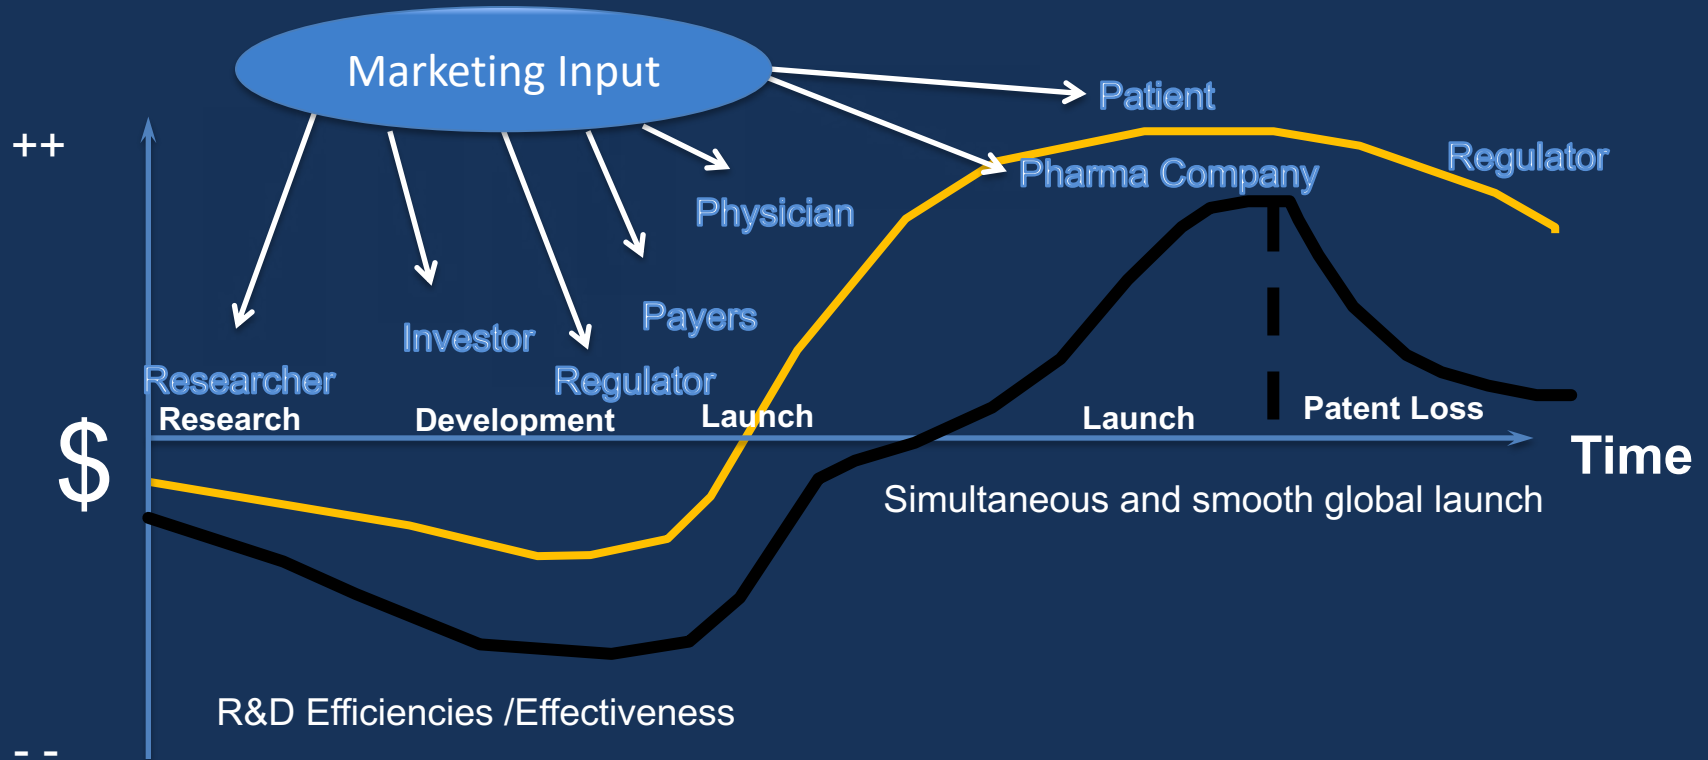 Marketing Input
Patient
++
Regulator
Pharma Company
Physician
Payers
Investor
Researcher
Regulator
Research
Development
Launch
Launch
Patent Loss
$
Time
Simultaneous and smooth global launch
R&D Efficiencies /Effectiveness
- -